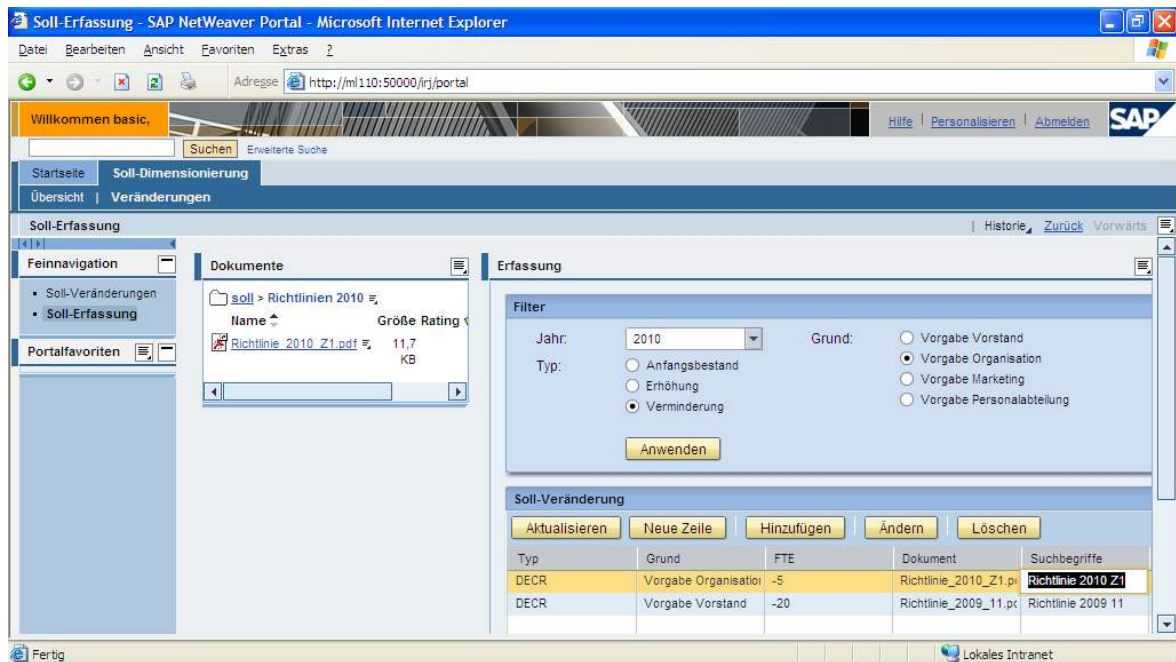 Soll-Erfassung - SAP NetWeaver Portal - Microsoft Internet Explorer
Datei Bearbeiten Ansicht Favoriten Extras ?
Adresse http://ml110:50000/irj/portal
Willkommen basic,
Hilfe | Personalisieren | Abmelden SAP
Suchen Erweiterte Suche
Startseite Soll-Dimensionierung
Übersicht | Veränderungen
Soll-Erfassung | Historie Zurück Vorwärts
Feinnavigation
Soll-Veränderungen
Soll-Erfassung
Portalfavoriten
Dokumente
soll > Richtlinien 2010
Name Größe Rating
Richtlinie_2010_Z1.pdf 11,7
KB
Erfassung
Filter
Jahr: 2010
Typ: Anfangsbestand
Erhöhung
Verminderung
Grund: Vorgabe Vorstand
Vorgabe Organisation
Vorgabe Marketing
Vorgabe Personalabteilung
Anwenden
Soll-Veränderung
Aktualisieren Neue Zeile Hinzufügen Ändern Löschen
Typ Grund FTE Dokument Suchbegriffe
DECR Vorgabe Organisation -5 Richtlinie_2010_Z1.p Richtlinie 2010 Z1
DECR Vorgabe Vorstand -20 Richtlinie_2009_11.p Richtlinie 2009 11
Fertig Lokales Intranet